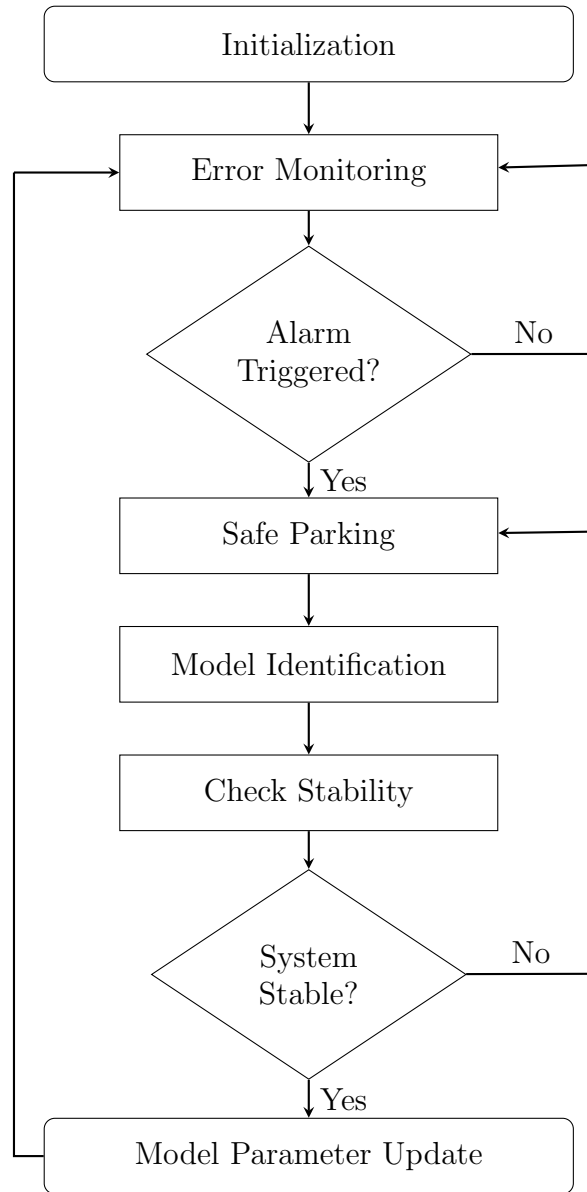 Initialization
Error Monitoring
Alarm
Triggered?
No
Yes
Safe Parking
Model Identification
Check Stability
System
Stable?
No
Yes
Model Parameter Update